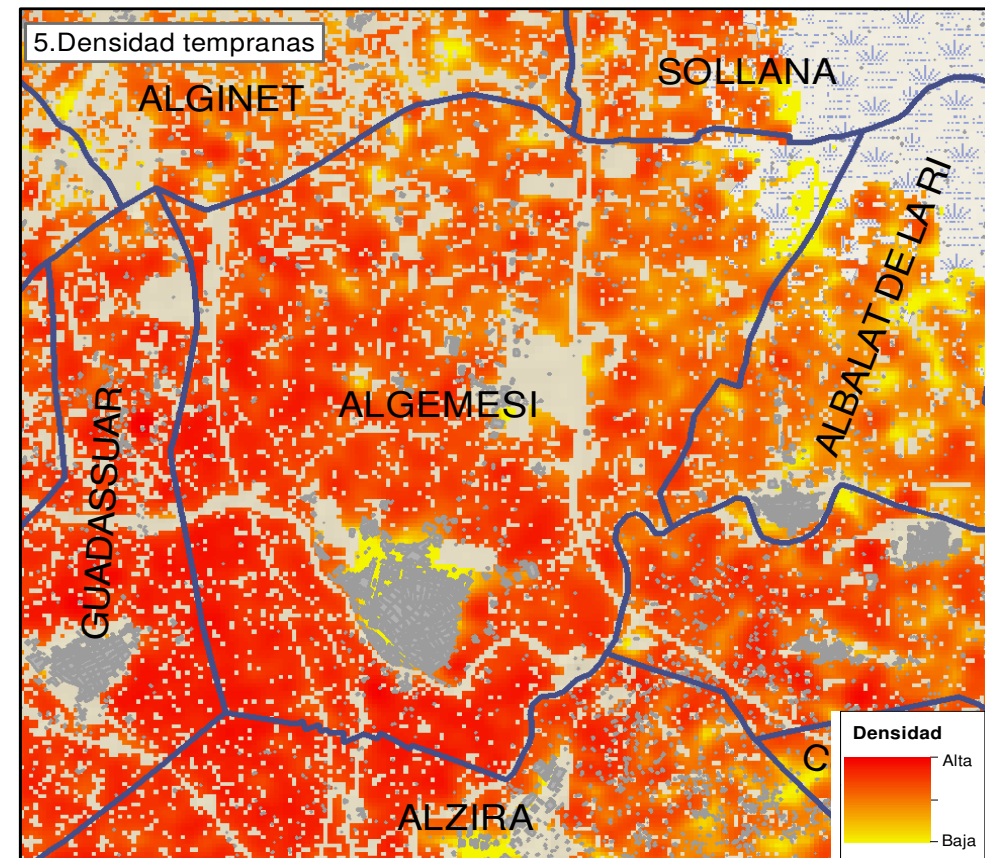 5.Densidad tempranas
SOLLANA
ALGINET
ALBALAT DE LA RI
ALGEMESI
GUADASSUAR
ALZIRA
C
Densidad
Alta
Baja